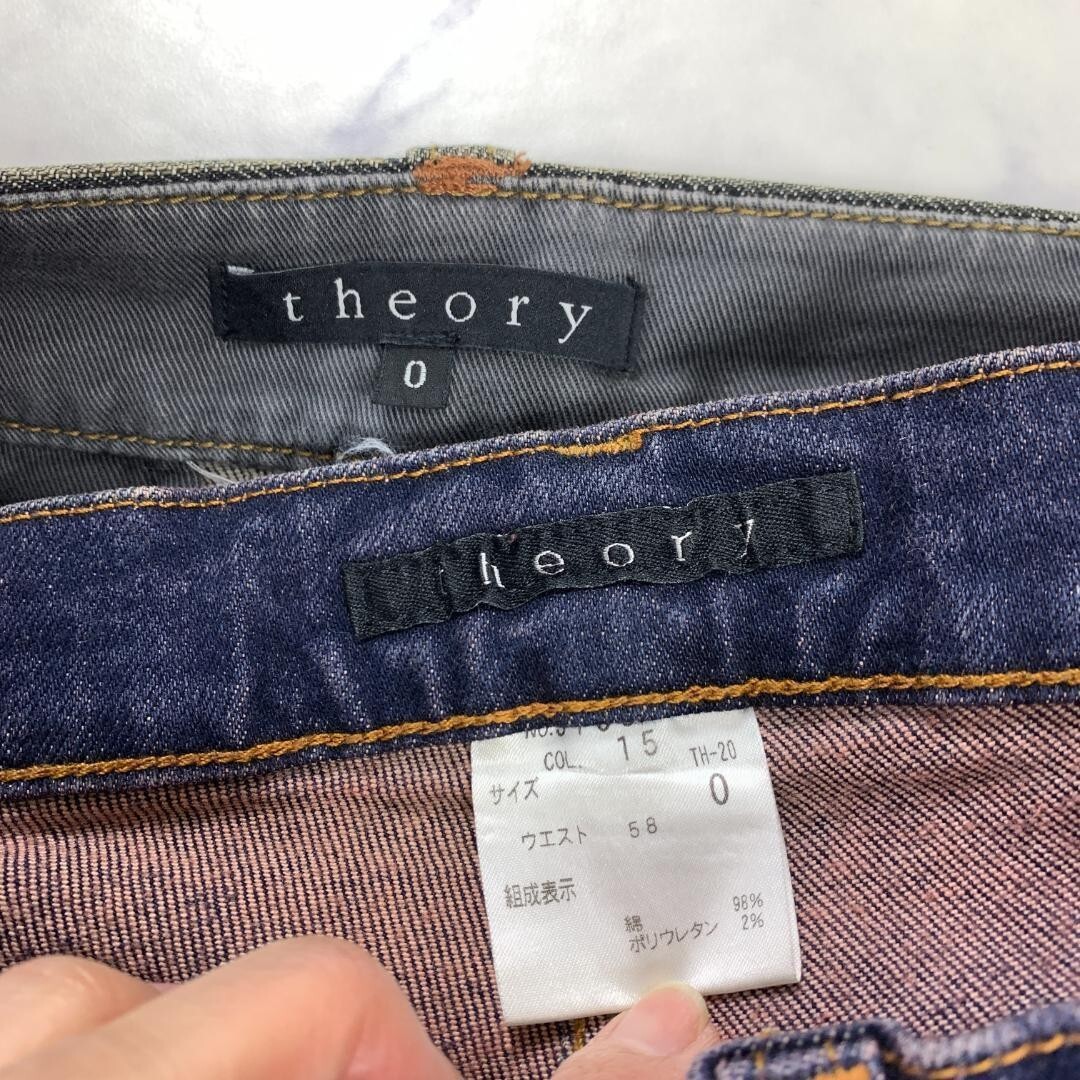 theory
0
theory
COL. 15 TH-20
サイズ 0
ウエスト 58
組成表示
綿 98%
ポリウレタン 2%